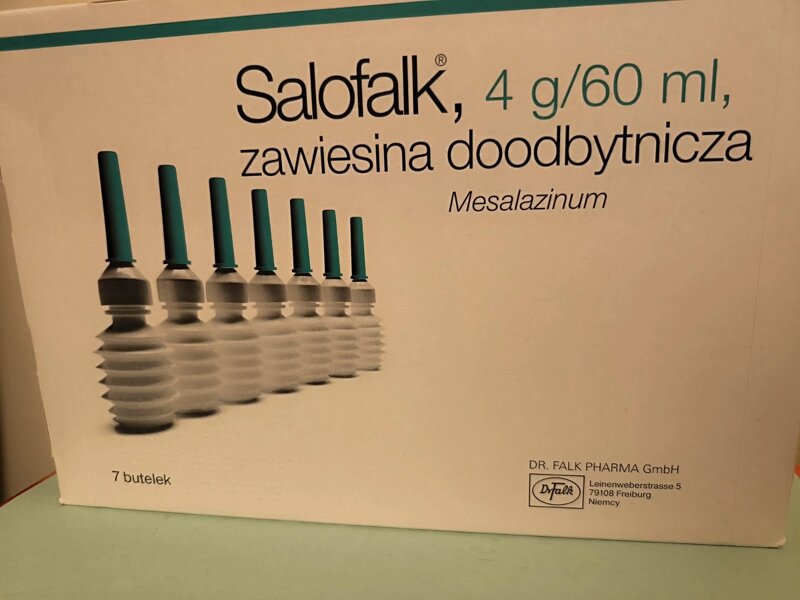 Salofalk®, 4 g/60 ml,
zawiesina doodbytnicza
Mesalazinum
7 butelek
DR. FALK PHARMA GmbH
Dr Falk
Leinenweberstrasse 5
79108 Freiburg
Niemcy